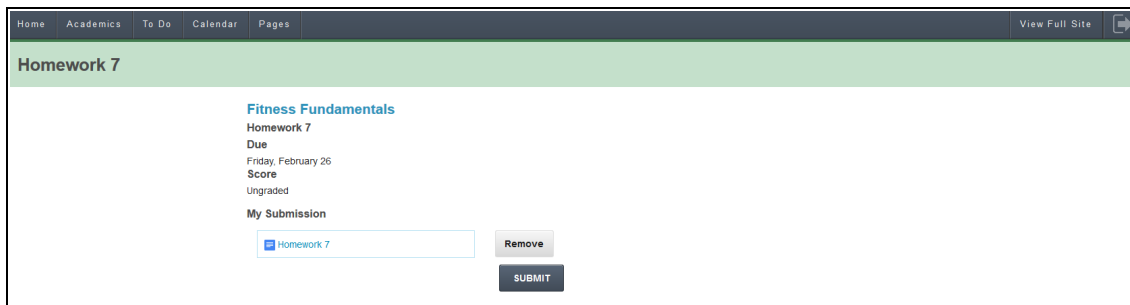 Home Academics To Do Calendar Pages View Full Site
Homework 7
Fitness Fundamentals
Homework 7
Due
Friday, February 26
Score
Ungraded
My Submission
Homework 7 Remove
SUBMIT